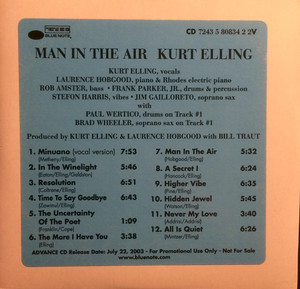 BLUE NOTE.
CD 7243 5 80834 2 2V
MAN IN THE AIR KURT ELLING
KURT ELLING, vocals
LAURENCE HOBGOOD, piano & Rhodes electric piano
ROB AMSTER, bass • FRANK PARKER, JR., drums & percussion
STEFON HARRIS, vibes • JIM GAILLORETO, soprano sax
with
PAUL WERTICO, drums on Track #1
BRAD WHEELER, soprano sax on Track #1
Produced by KURT ELLING & LAURENCE HOBGOOD with BILL TRAUT
1. Minuano [vocal version] 7:53
(Metheny/Elling)
2. In The Winelight 5:46
(Eaton/Elling/Galdston)
3. Resolution 6:31
(Coltrane/Elling)
4. Time To Say Goodbye 6:43
(Zawinul/Elling)
5. The Uncertainty
Of The Poet 1:09
(Franklin/Cope)
6. The More I Have You 3:38
(Elling)
7. Man In The Air 5:32
(Hobgood/Elling)
8. A Secret I 6:24
(Hancock/Elling)
9. Higher Vibe 6:35
(Pine/Elling)
10. Hidden Jewel 5:45
(Watson/Elling)
11. Never My Love 3:40
(Addrisi/Addrisi)
12. All is Quiet 6:26
(Mintzer/Elling)
ADVANCE CD Release Date: July 22, 2003 - For Promotional Use Only - Not For Sale
www.bluenote.com